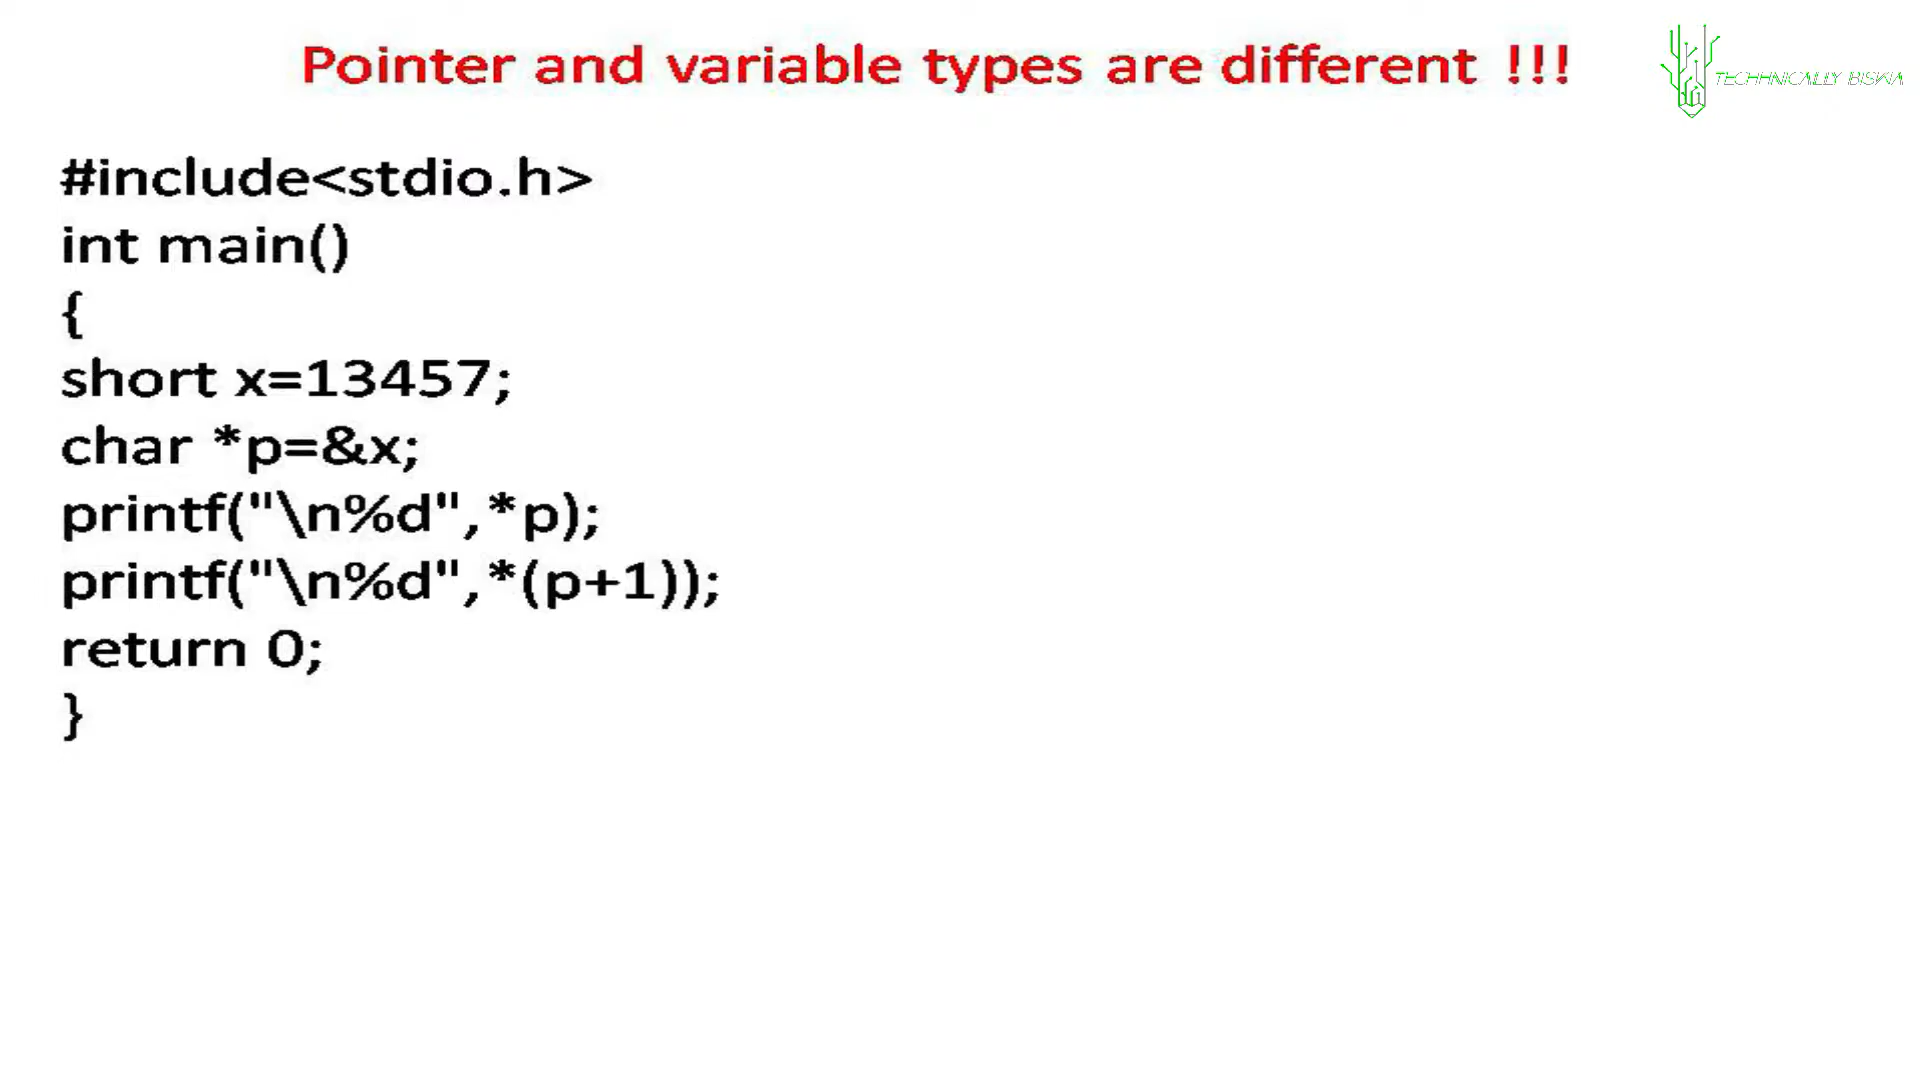 Pointer and variable types are different !!!
TECHHNICALLY BISWA
#include<stdio.h>
int main()
{
short x=13457;
char *p=&x;
printf("\n%d",*p);
printf("\n%d",*(p+1));
return 0;
}